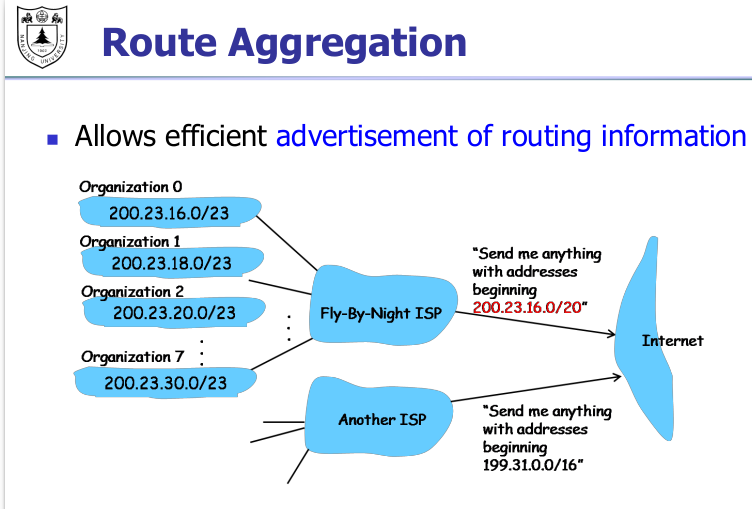 Route Aggregation
Allows efficient advertisement of routing information
Organization 0
200.23.16.0/23
Organization 1
200.23.18.0/23
Organization 2
200.23.20.0/23
Organization 7
200.23.30.0/23
Fly-By-Night ISP
"Send me anything
with addresses
beginning
200.23.16.0/20"
Internet
Another ISP
"Send me anything
with addresses
beginning
199.31.0.0/16"
NANJING UNIVERSITY